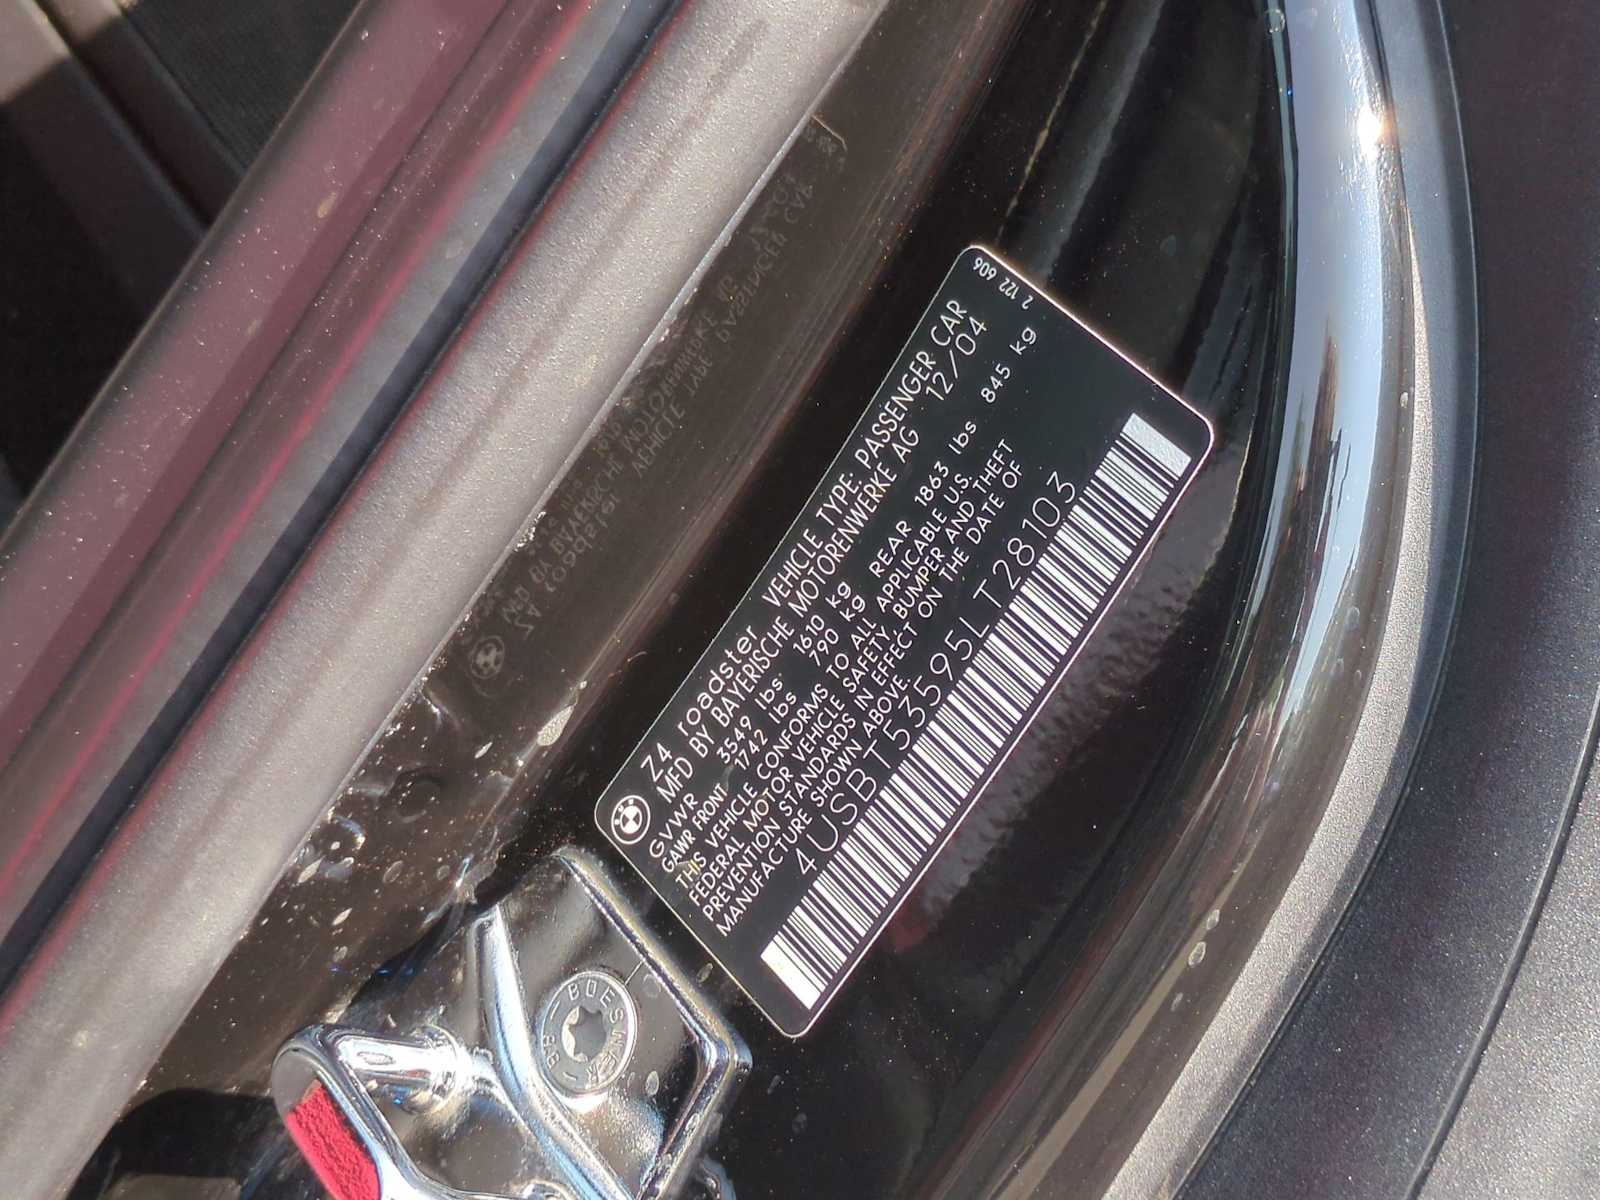 2 122 606
Z4 roadster VEHICLE TYPE: PASSENGER CAR
MFD BY BAYERISCHE MOTORENWERKE AG 12/04
GVWR 3549 lbs 1610 kg
GAWR FRONT 1742 lbs 790 kg REAR 1863 lbs 845 kg
THIS VEHICLE CONFORMS TO ALL APPLICABLE U.S.
FEDERAL MOTOR VEHICLE SAFETY, BUMPER AND THEFT
PREVENTION STANDARDS IN EFFECT ON THE DATE OF
MANUFACTURE SHOWN ABOVE.
4USBT53595LT28103
BOESNER